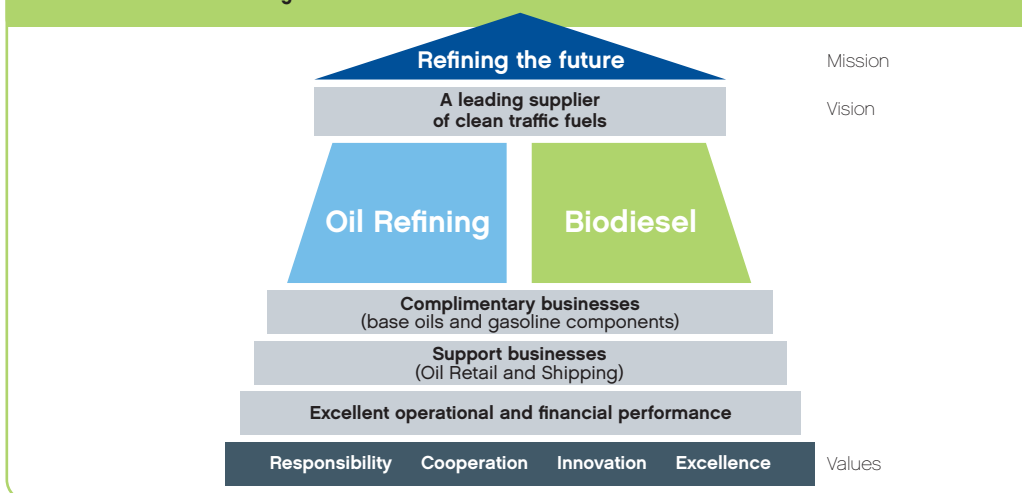 Refining the future
Mission
A leading supplier
of clean traffic fuels
Vision
Oil Refining
Biodiesel
Complimentary businesses
(base oils and gasoline components)
Support businesses
(Oil Retail and Shipping)
Excellent operational and financial performance
Responsibility Cooperation Innovation Excellence
Values